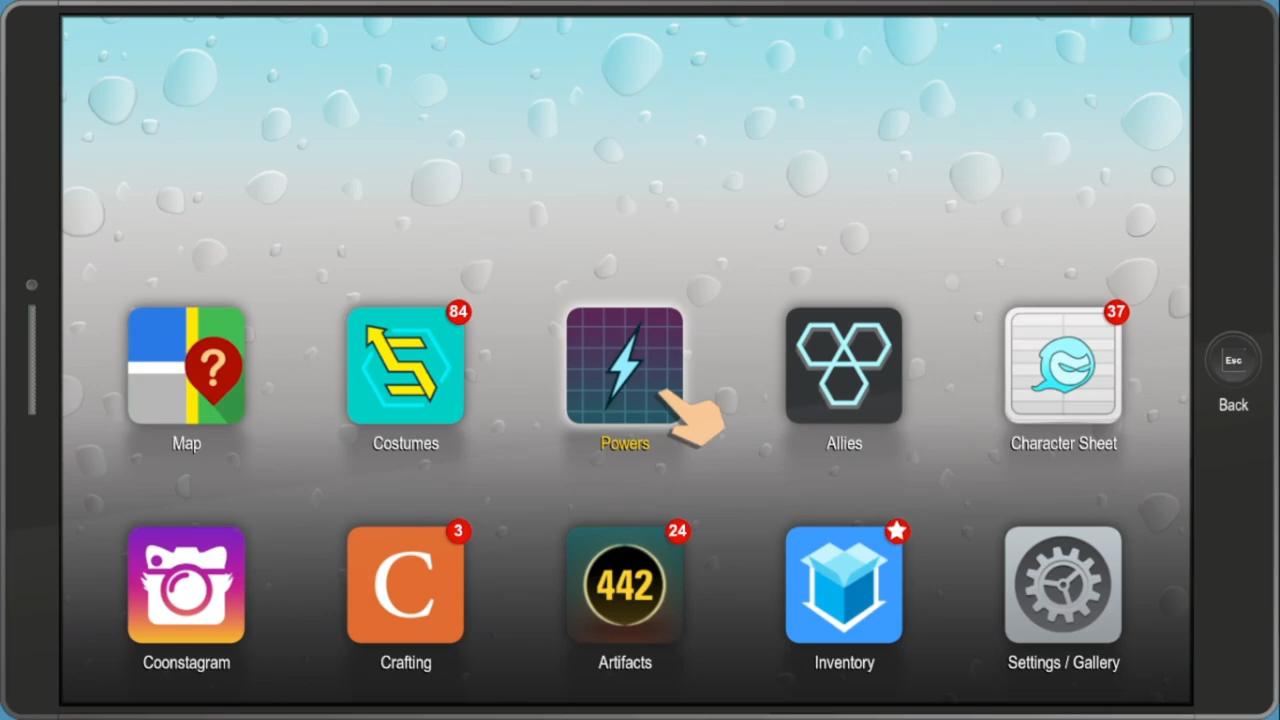 84
37
?
Esc
Back
Map
Costumes
Powers
Allies
Character Sheet
3
24
C
442
Coonstagram
Crafting
Artifacts
Inventory
Settings / Gallery